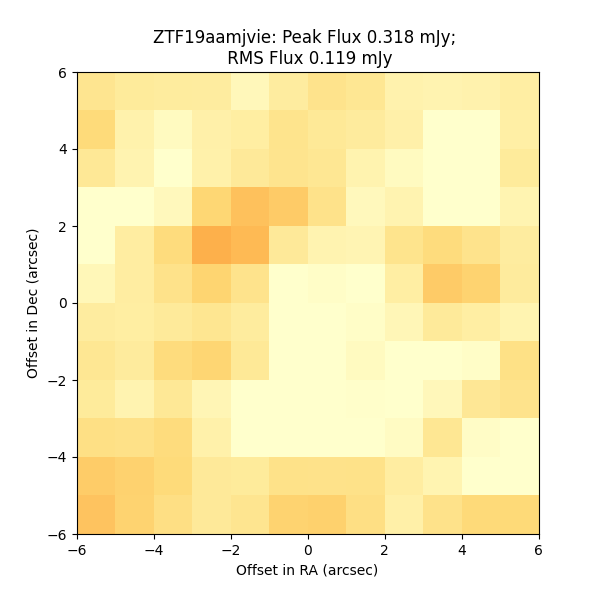 ZTF19aamjvie: Peak Flux 0.318 mJy;
RMS Flux 0.119 mJy
6
4
2
0
−2
−4
−6
Offset in Dec (arcsec)
−6 −4 −2 0 2 4 6
Offset in RA (arcsec)